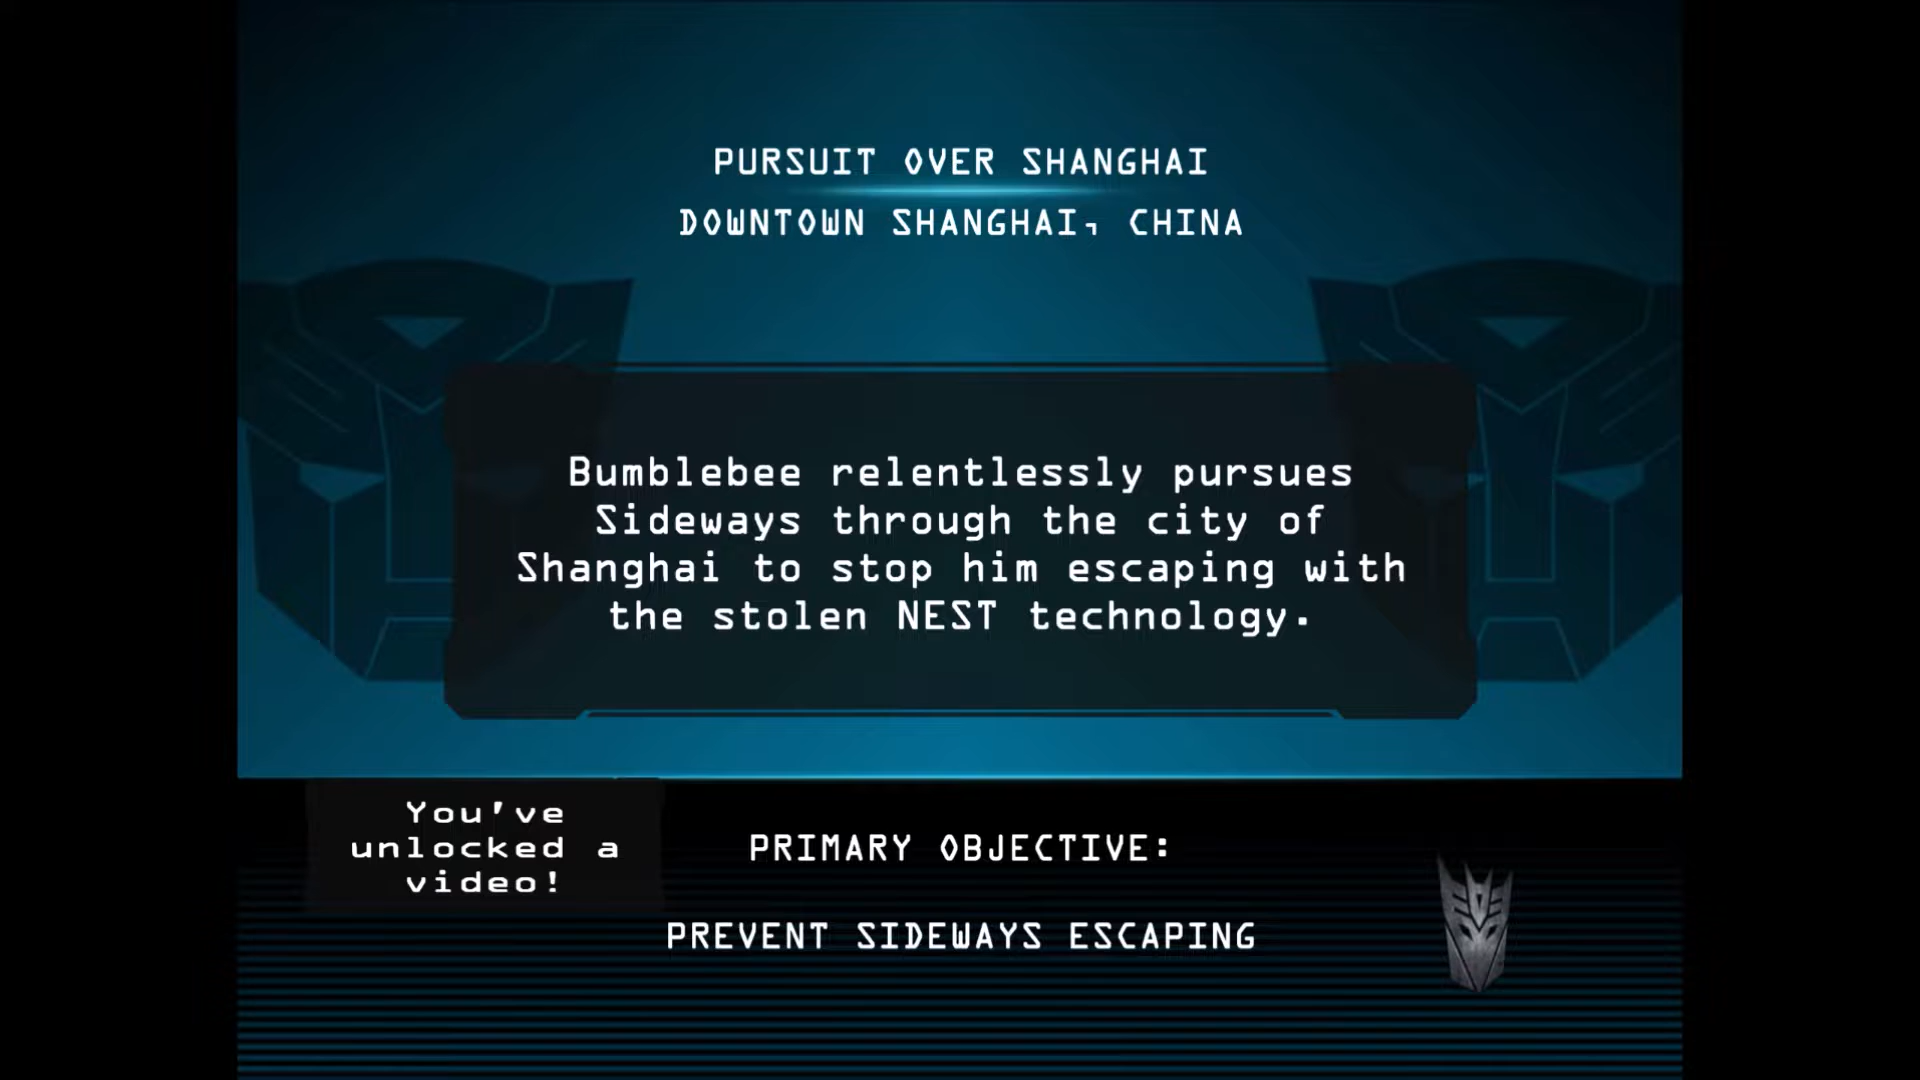 PURSUIT OVER SHANGHAI
DOWNTOWN SHANGHAI, CHINA
Bumblebee relentlessly pursues
Sideways through the city of
Shanghai to stop him escaping with
the stolen NEST technology.
You've
unlocked a
video!
PRIMARY OBJECTIVE:
PREVENT SIDEWAYS ESCAPING